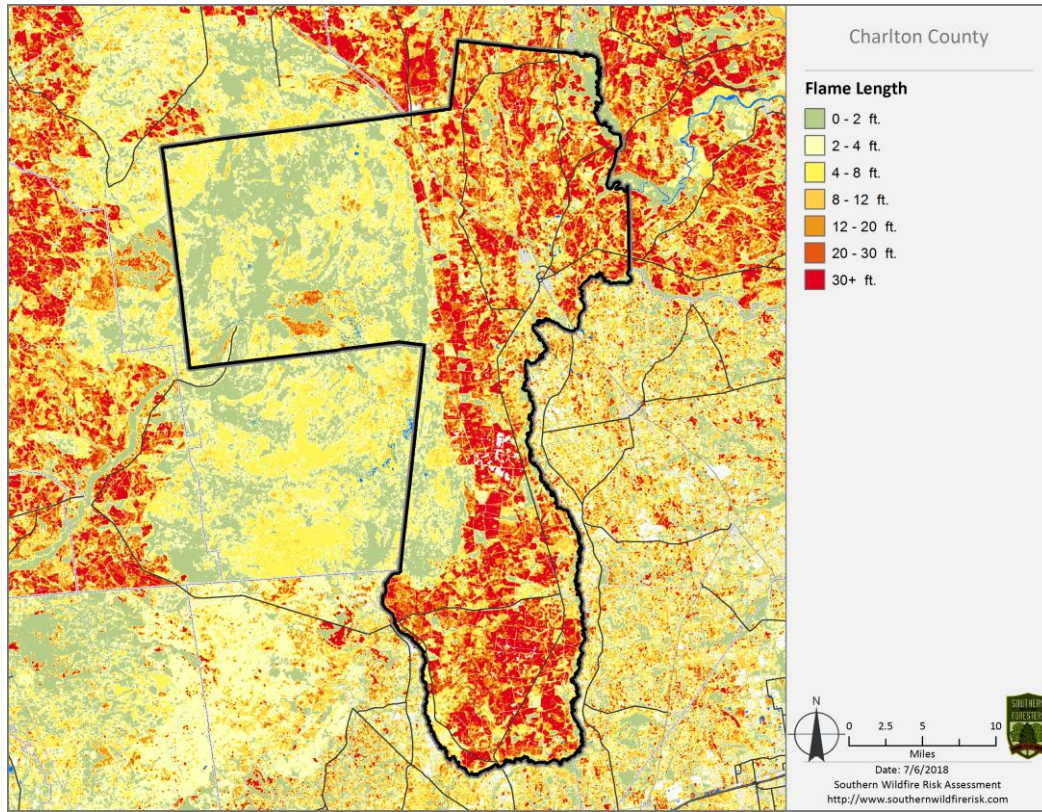 Charlton County
Flame Length
0 - 2 ft.
2 - 4 ft.
4 - 8 ft.
8 - 12 ft.
12 - 20 ft.
20 - 30 ft.
30+ ft.
N
0 2.5 5 10
Miles
SOUTHERN
Date: 7/6/2018
Southern Wildfire Risk Assessment
http://www.southernwildfirerisk.com